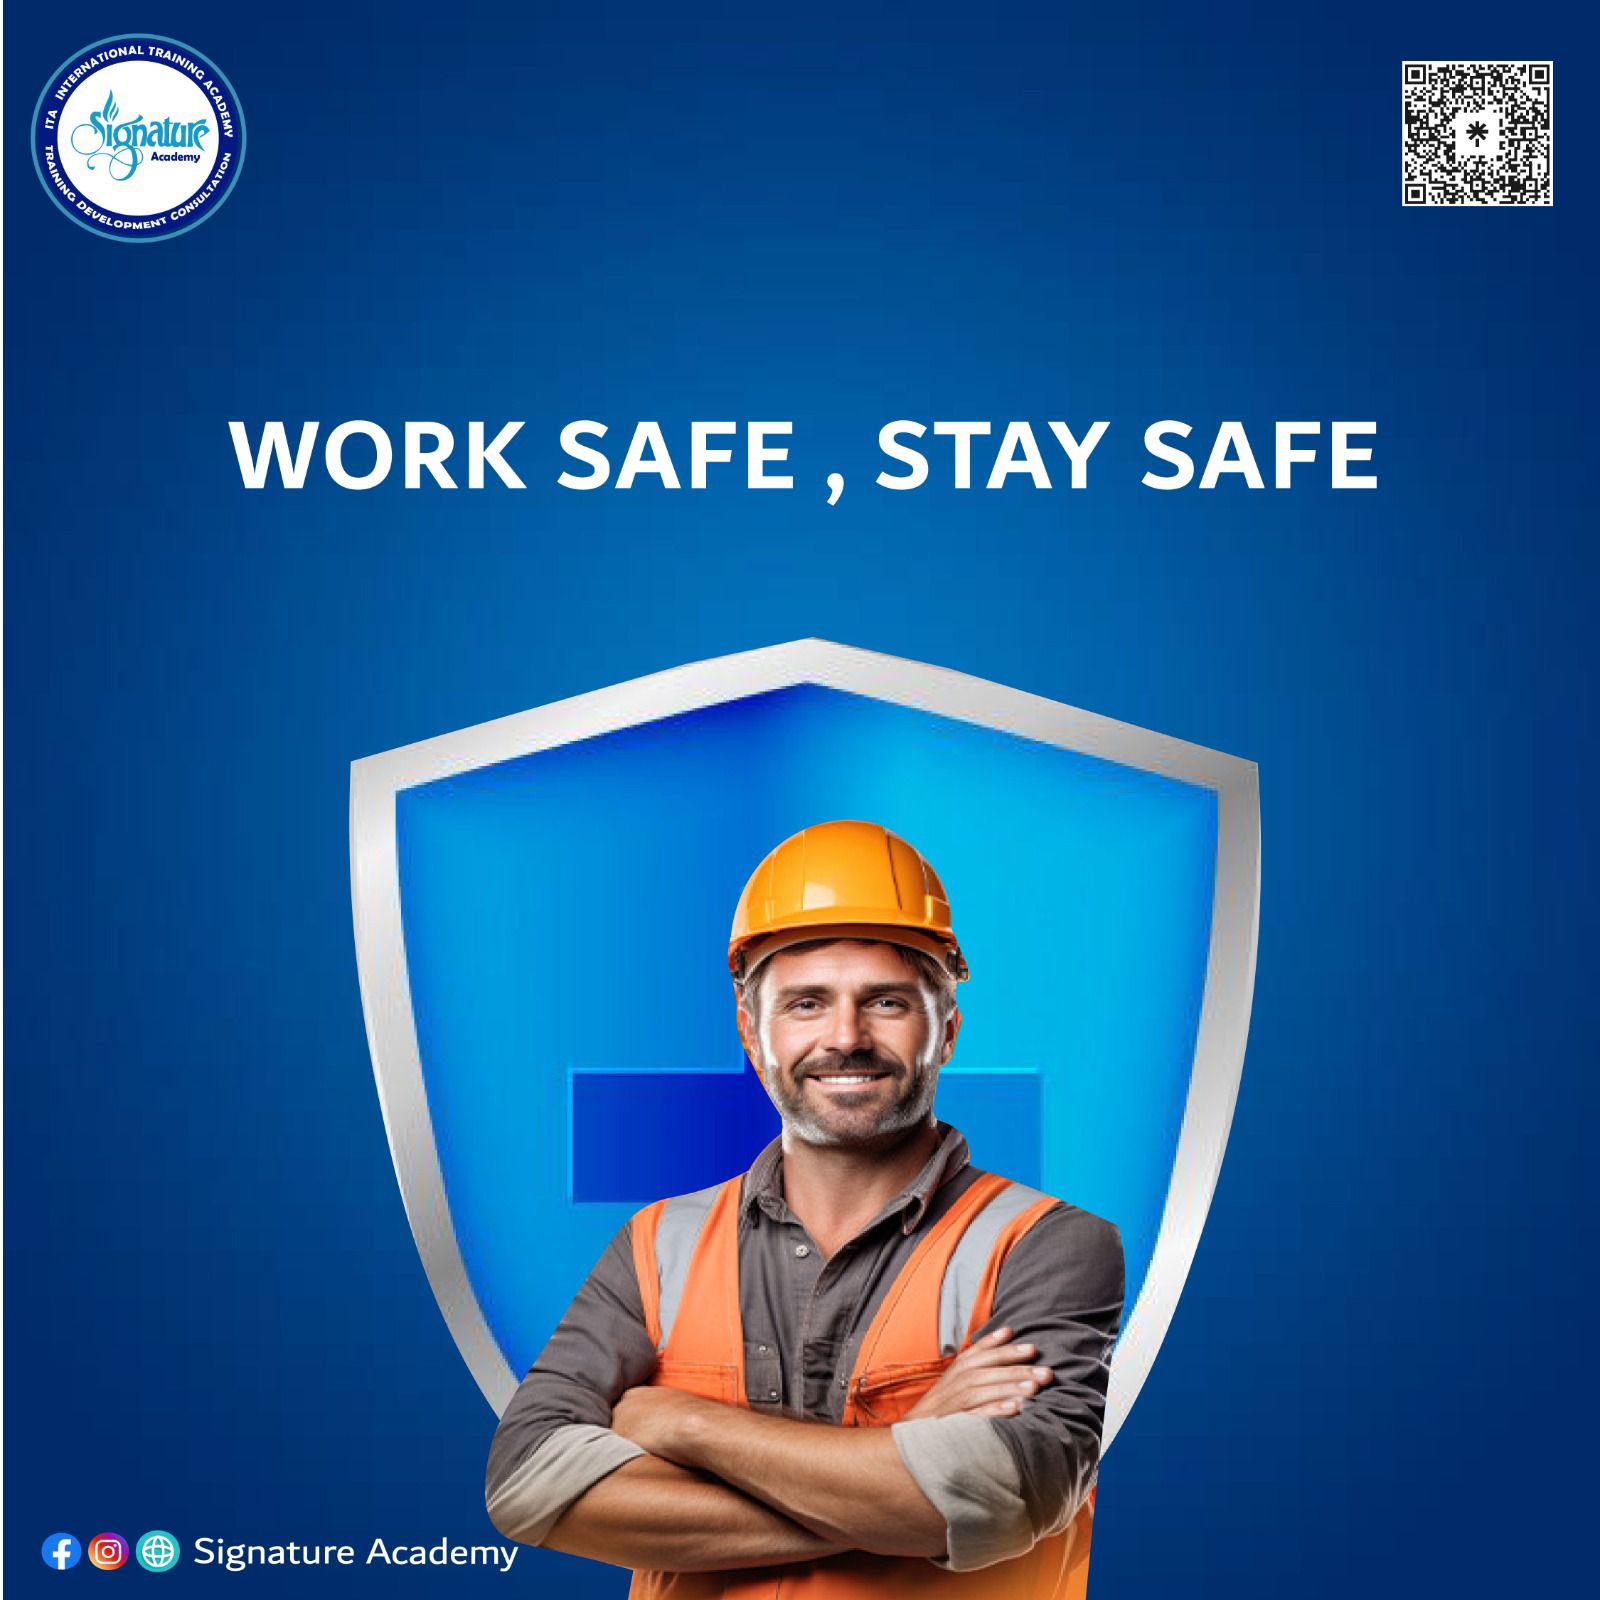 ITA INTERNATIONAL TRAINING ACADEMY
Signature
Academy
TRAINING DEVELOPMENT CONSULTATION
WORK SAFE , STAY SAFE
Signature Academy